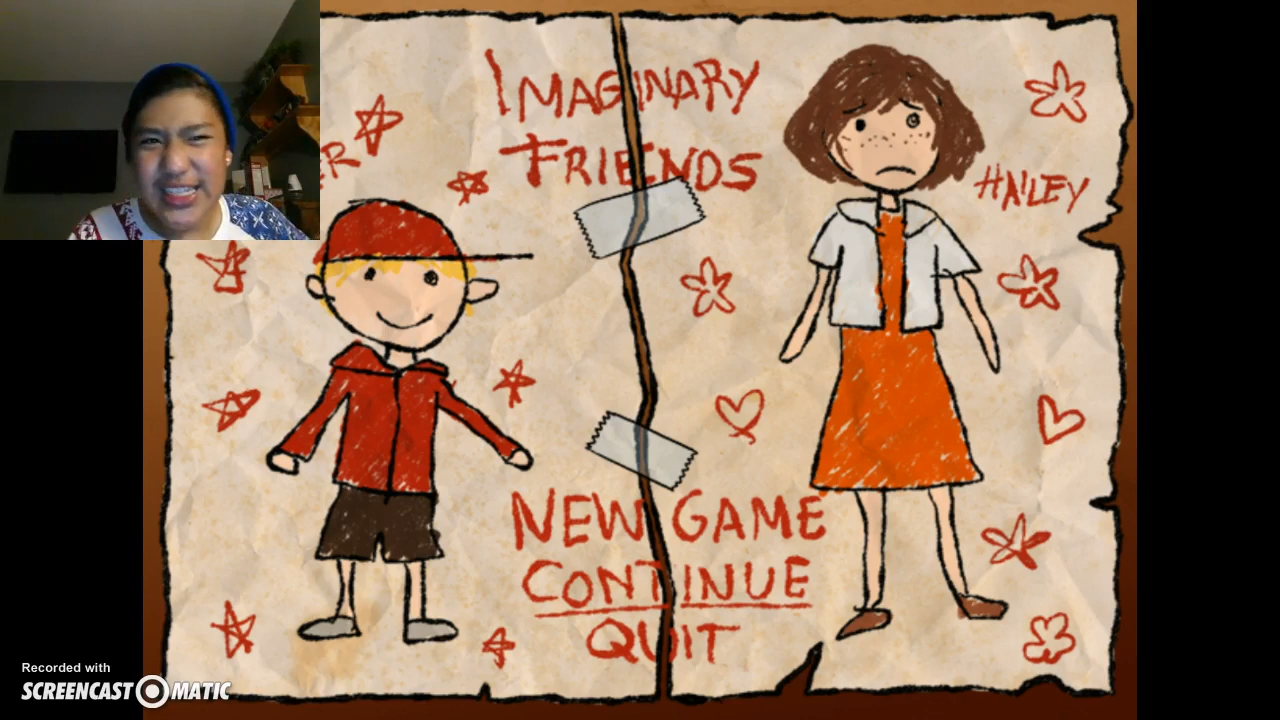 IMAGINARY
FRIENDS
HAILEY
NEW GAME
CONTINUE
QUIT
Recorded with
SCREENCAST-O-MATIC